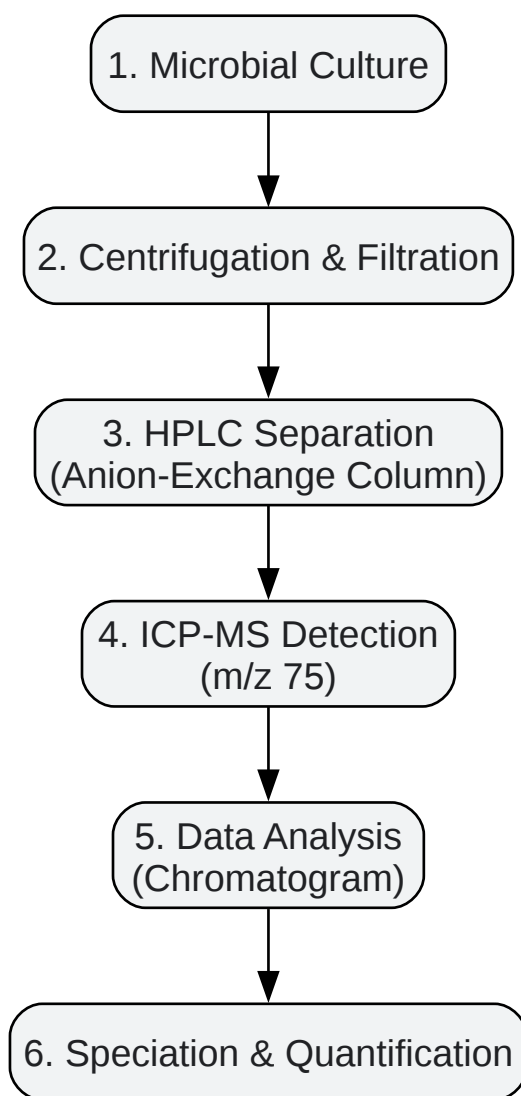 1. Microbial Culture
2. Centrifugation & Filtration
3. HPLC Separation
(Anion-Exchange Column)
4. ICP-MS Detection
(m/z 75)
5. Data Analysis
(Chromatogram)
6. Speciation & Quantification